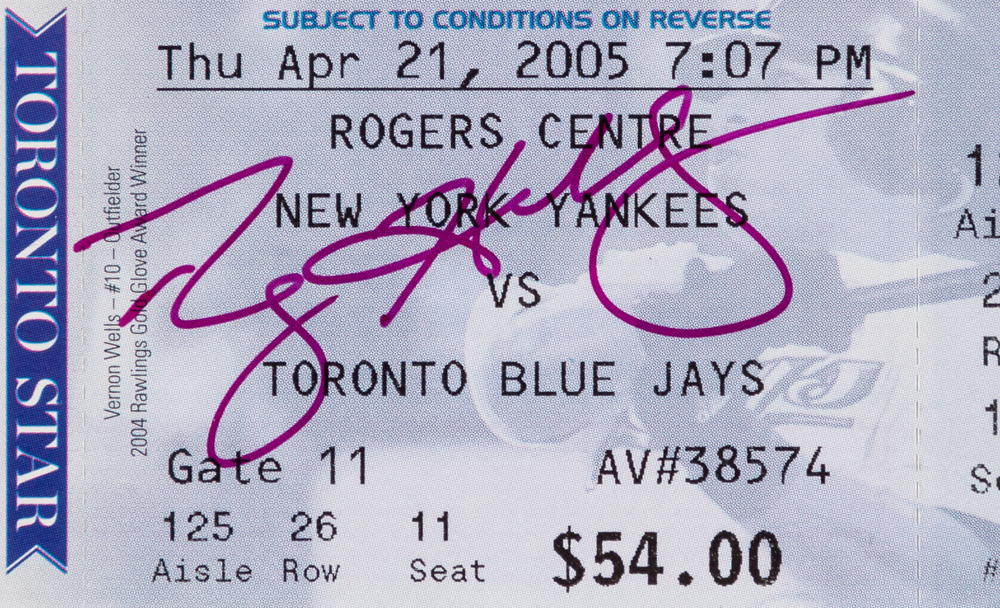 SUBJECT TO CONDITIONS ON REVERSE
Thu Apr 21, 2005 7:07 PM
ROGERS CENTRE
NEW YORK YANKEES
VS
TORONTO BLUE JAYS
Gate 11
AV#38574
125 26 11
Aisle Row Seat
$54.00
TORONTO STAR
Vernon Wells – #10 – Outfielder
2004 Rawlings Gold Glove Award Winner